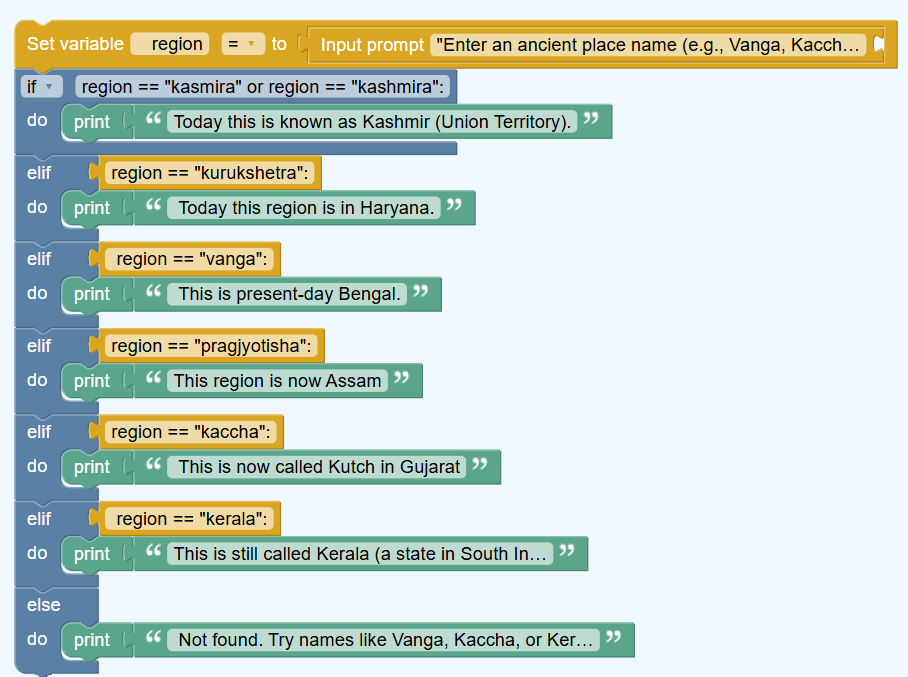 Set variable region = to Input prompt "Enter an ancient place name (e.g., Vanga, Kacch…
if region == "kasmira" or region == "kashmira":
do print “ Today this is known as Kashmir (Union Territory). ”
elif region == "kurukshetra":
do print “ Today this region is in Haryana. ”
elif region == "vanga":
do print “ This is present-day Bengal. ”
elif region == "pragjyotisha":
do print “ This region is now Assam ”
elif region == "kaccha":
do print “ This is now called Kutch in Gujarat ”
elif region == "kerala":
do print “ This is still called Kerala (a state in South In… ”
else
do print “ Not found. Try names like Vanga, Kaccha, or Ker… ”